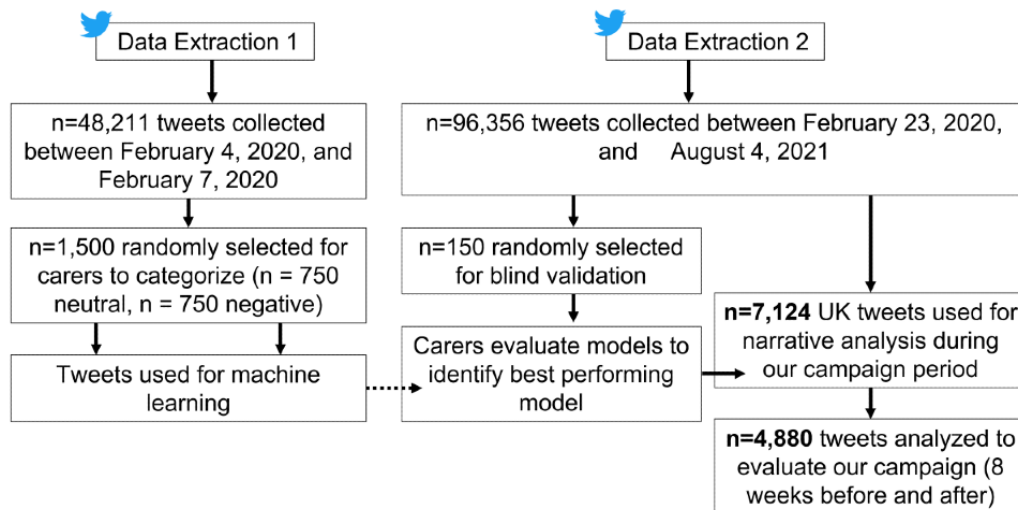 Data Extraction 1
n=48,211 tweets collected
between February 4, 2020, and
February 7, 2020
n=1,500 randomly selected for
carers to categorize (n = 750
neutral, n = 750 negative)
Tweets used for machine
learning
Data Extraction 2
n=96,356 tweets collected between February 23, 2020,
and August 4, 2021
n=150 randomly selected
for blind validation
Carers evaluate models to
identify best performing
model
n=7,124 UK tweets used for
narrative analysis during
our campaign period
n=4,880 tweets analyzed to
evaluate our campaign (8
weeks before and after)